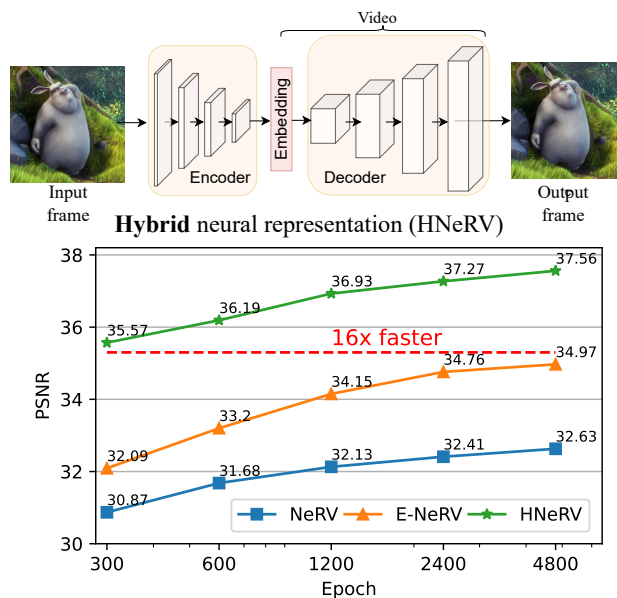 Video
Embedding
Encoder
Decoder
Input
frame
Output
frame
Hybrid neural representation (HNeRV)
38
36
34
32
30
PSNR
35.57
36.19
36.93
37.27
37.56
16x faster
32.09
33.2
34.15
34.76
34.97
30.87
31.68
32.13
32.41
32.63
NeRV
E-NeRV
HNeRV
300
600
1200
2400
4800
Epoch